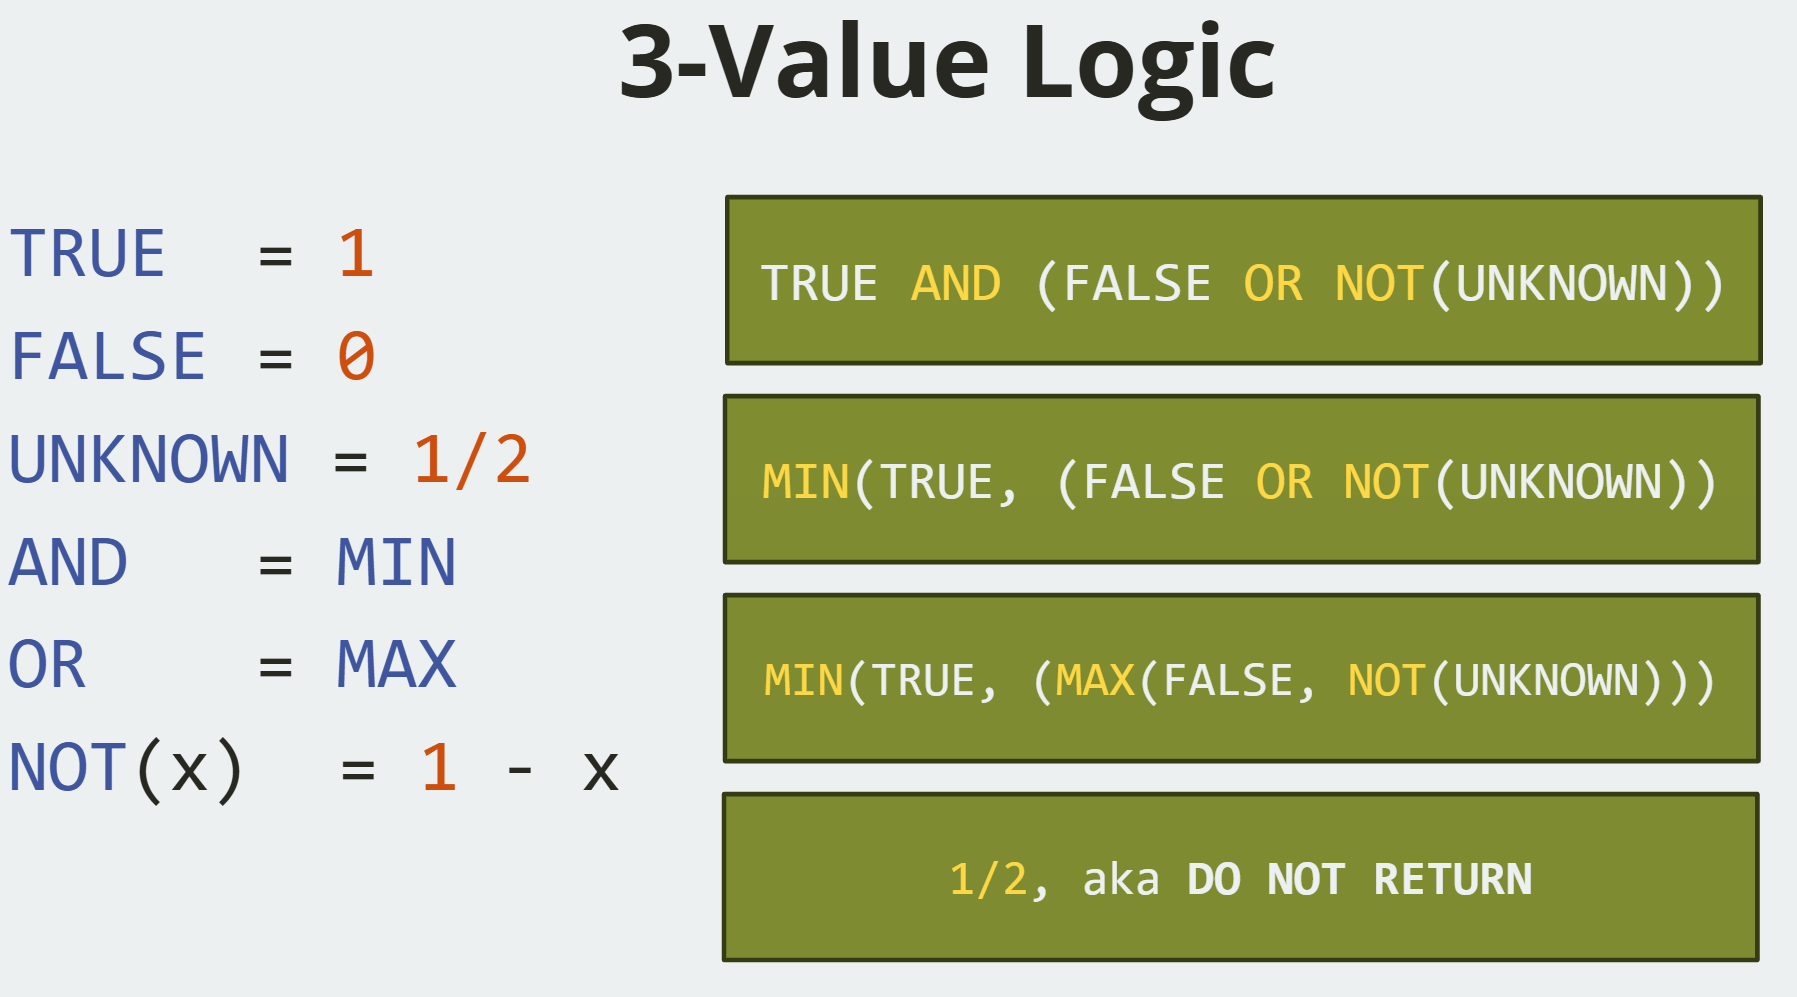 3-Value Logic
TRUE = 1
FALSE = 0
UNKNOWN = 1/2
AND = MIN
OR = MAX
NOT(x) = 1 - x
TRUE AND (FALSE OR NOT(UNKNOWN))
MIN(TRUE, (FALSE OR NOT(UNKNOWN))
MIN(TRUE, (MAX(FALSE, NOT(UNKNOWN)))
1/2, aka DO NOT RETURN